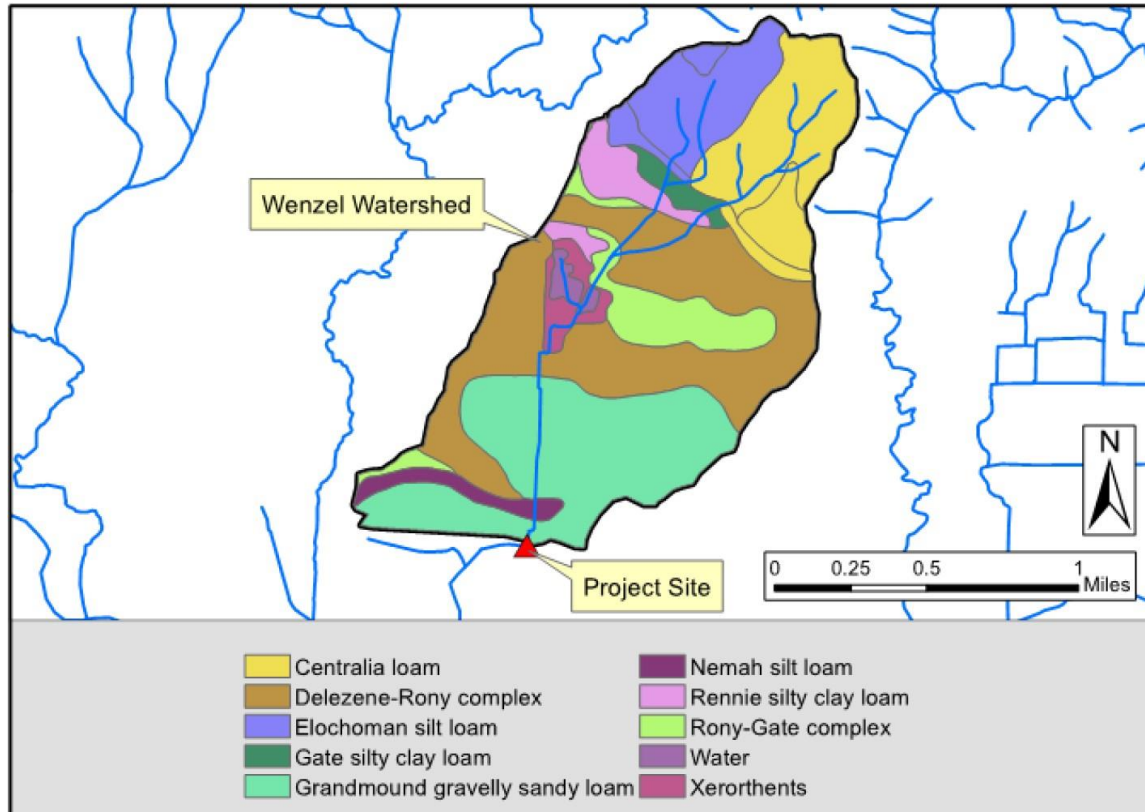 Wenzel Watershed
N
0 0.25 0.5 1
Miles
Project Site
Centralia loam
Delezene-Rony complex
Elochoman silt loam
Gate silty clay loam
Grandmound gravelly sandy loam
Nemah silt loam
Rennie silty clay loam
Rony-Gate complex
Water
Xerorthents